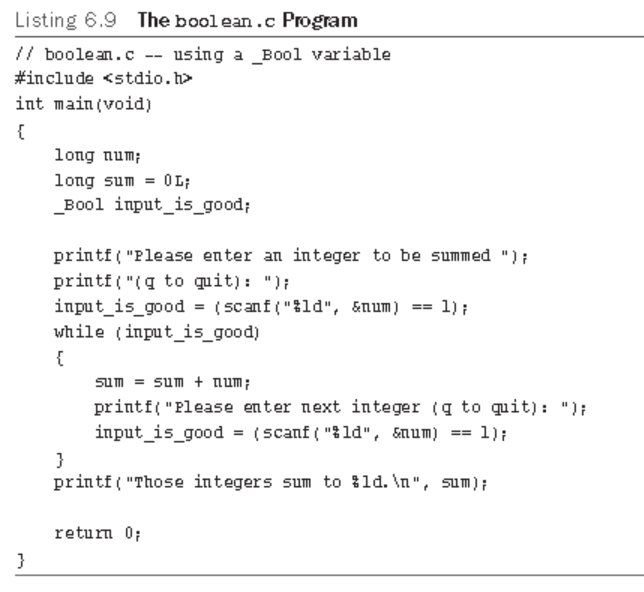 Listing 6.9 The boolean.c Program
// boolean.c -- using a _Bool variable
#include <stdio.h>
int main(void)
{
    long num;
    long sum = 0L;
    _Bool input_is_good;

    printf("Please enter an integer to be summed ");
    printf("(q to quit): ");
    input_is_good = (scanf("%ld", &num) == 1);
    while (input_is_good)
    {
        sum = sum + num;
        printf("Please enter next integer (q to quit): ");
        input_is_good = (scanf("%ld", &num) == 1);
    }
    printf("Those integers sum to %ld.\n", sum);

    return 0;
}